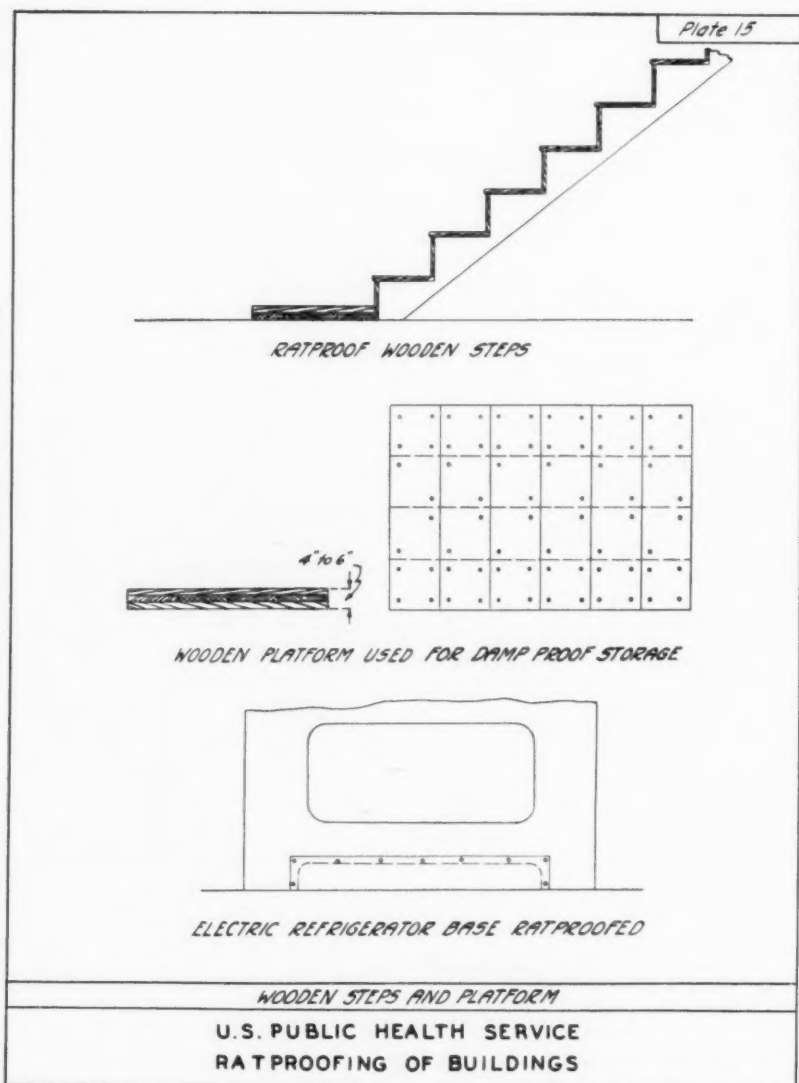 Plate 15
RATPROOF WOODEN STEPS
4" to 6"
WOODEN PLATFORM USED FOR DAMP PROOF STORAGE
ELECTRIC REFRIGERATOR BASE RATPROOFED
WOODEN STEPS AND PLATFORM
U.S. PUBLIC HEALTH SERVICE
RATPROOFING OF BUILDINGS